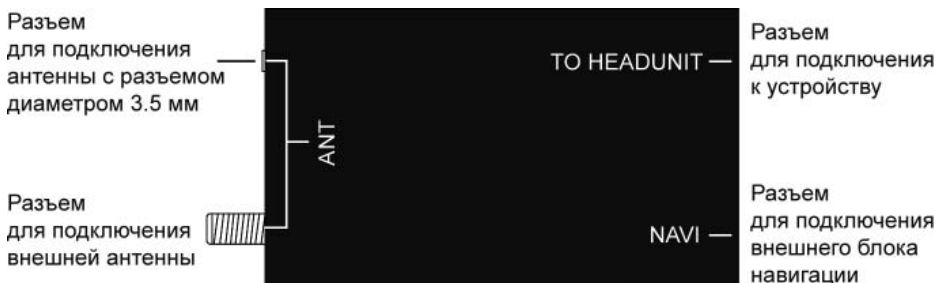 Разъем
для подключения
антенны с разъемом
диаметром 3.5 мм
Разъем
для подключения
внешней антенны
ANT
TO HEADUNIT
NAVI
Разъем
для подключения
к устройству
Разъем
для подключения
внешнего блока
навигации